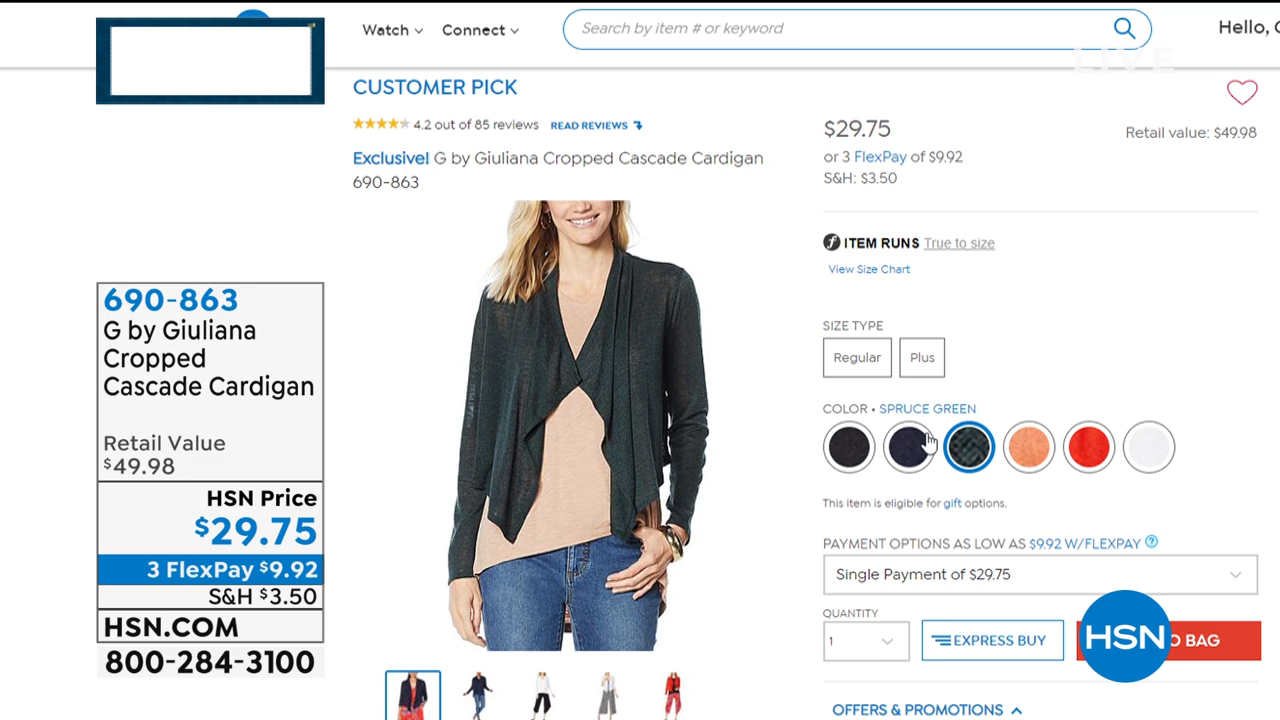 Watch
Connect
Search by item # or keyword
Hello,
LIVE
CUSTOMER PICK
4.2 out of 85 reviews READ REVIEWS
Exclusive! G by Giuliana Cropped Cascade Cardigan
690-863
$29.75
Retail value: $49.98
or 3 FlexPay of $9.92
S&H: $3.50
ITEM RUNS True to size
View Size Chart
SIZE TYPE
Regular
Plus
COLOR • SPRUCE GREEN
This item is eligible for gift options.
PAYMENT OPTIONS AS LOW AS $9.92 W/FLEXPAY ?
Single Payment of $29.75
QUANTITY
1
EXPRESS BUY
HSN
O BAG
OFFERS & PROMOTIONS
690-863
G by Giuliana
Cropped
Cascade Cardigan
Retail Value
$49.98
HSN Price
$29.75
3 FlexPay $9.92
S&H $3.50
HSN.COM
800-284-3100